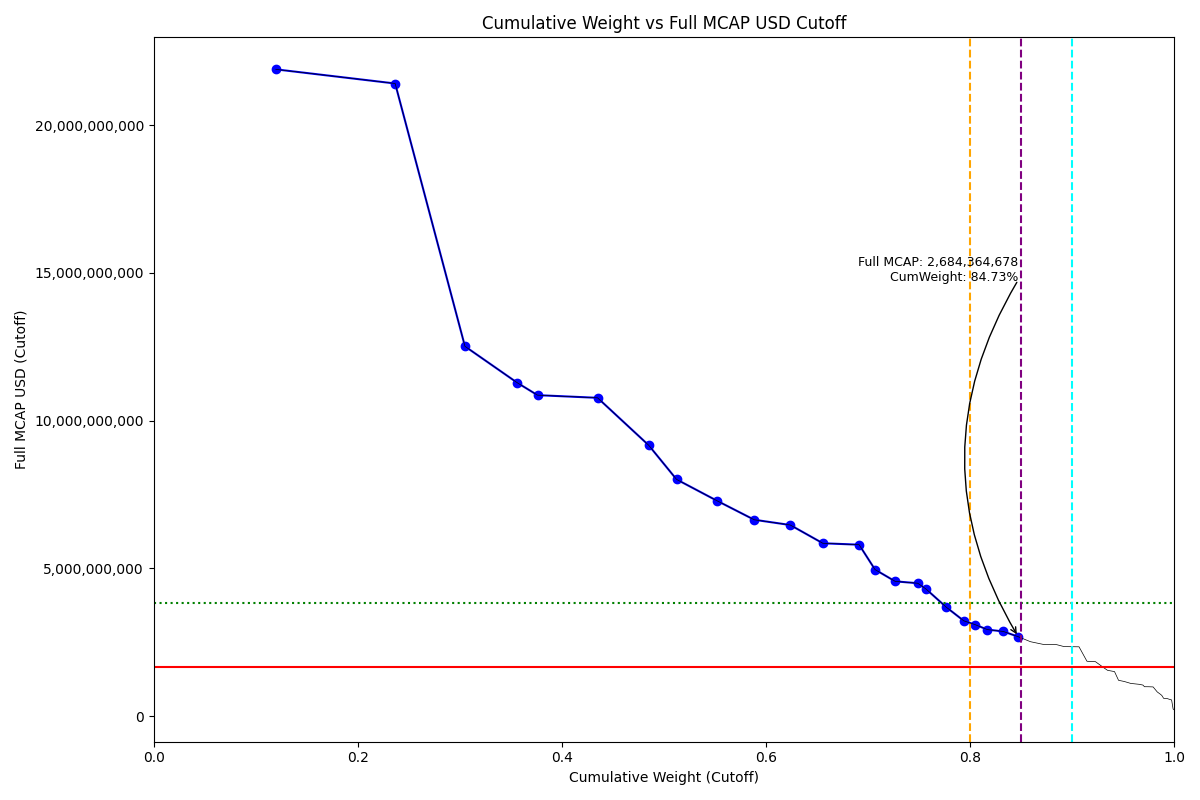 Cumulative Weight vs Full MCAP USD Cutoff
Full MCAP USD (Cutoff)
20,000,000,000
15,000,000,000
10,000,000,000
5,000,000,000
0
Full MCAP: 2,684,364,678
CumWeight: 84.73%
0.0 0.2 0.4 0.6 0.8 1.0
Cumulative Weight (Cutoff)